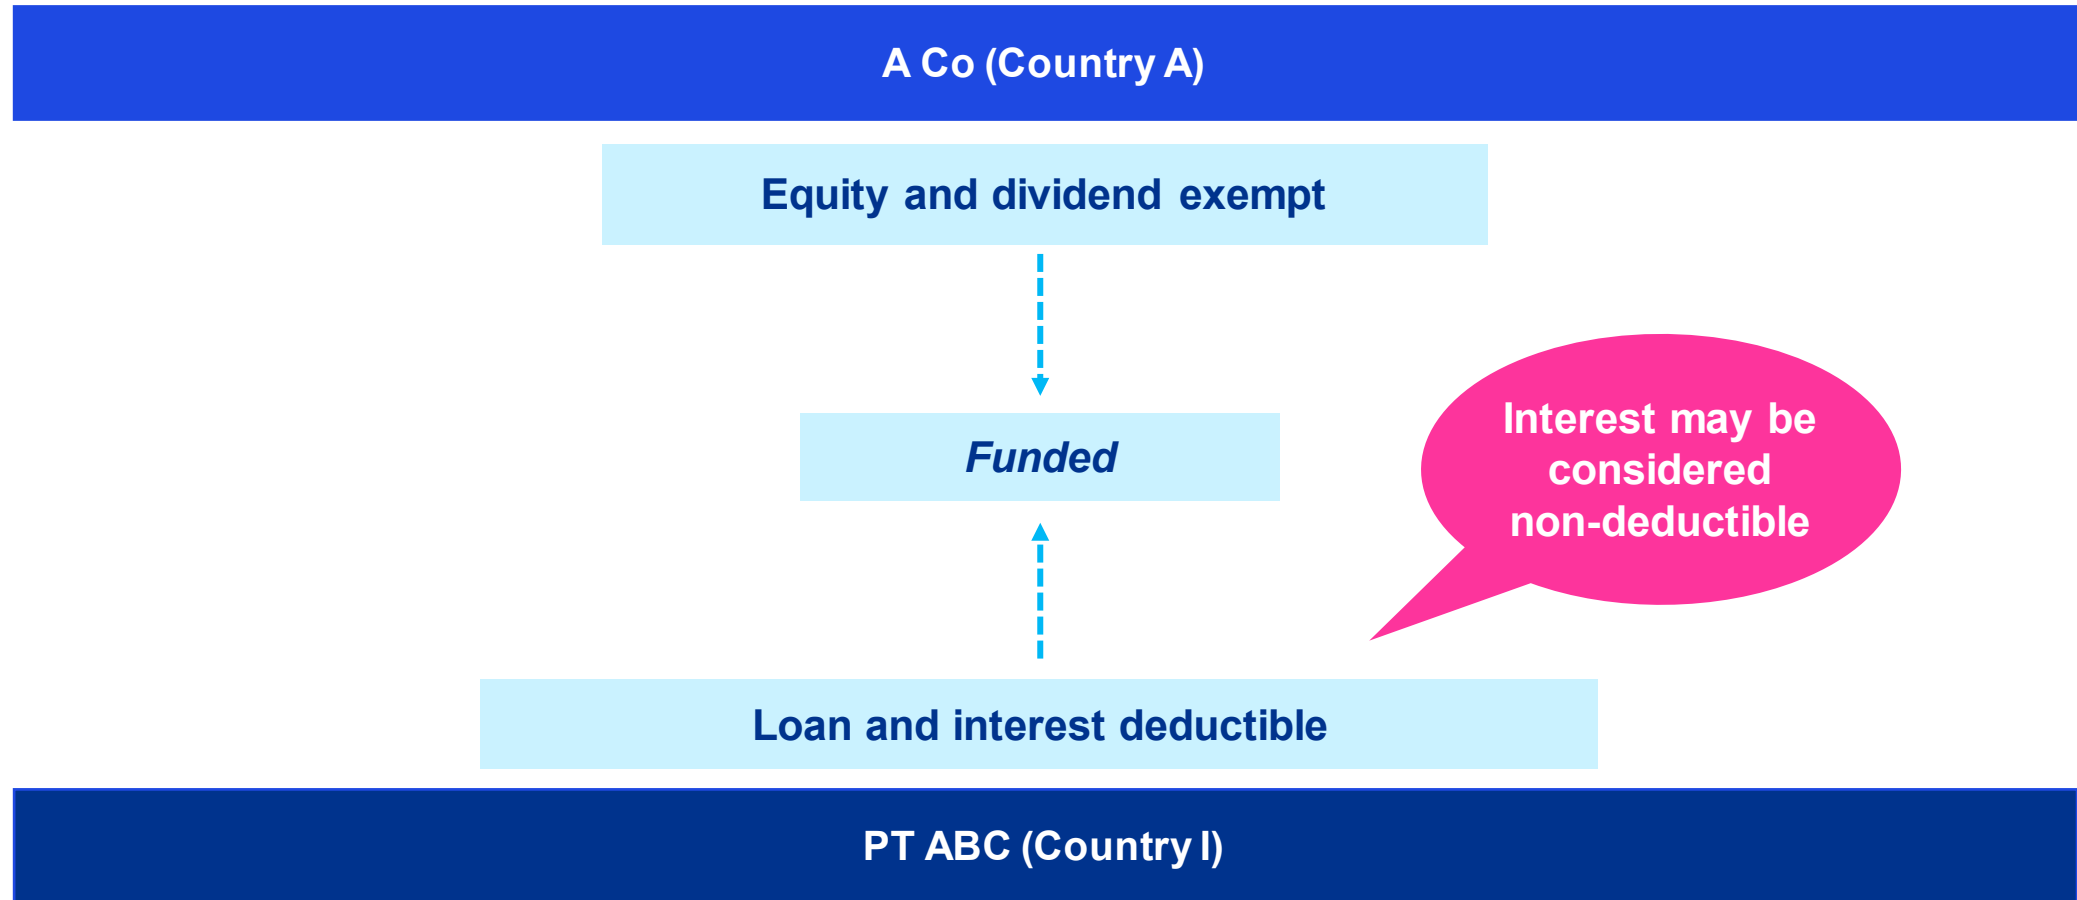 A Co (Country A)
Equity and dividend exempt
Funded
Interest may be
considered
non-deductible
Loan and interest deductible
PT ABC (Country I)